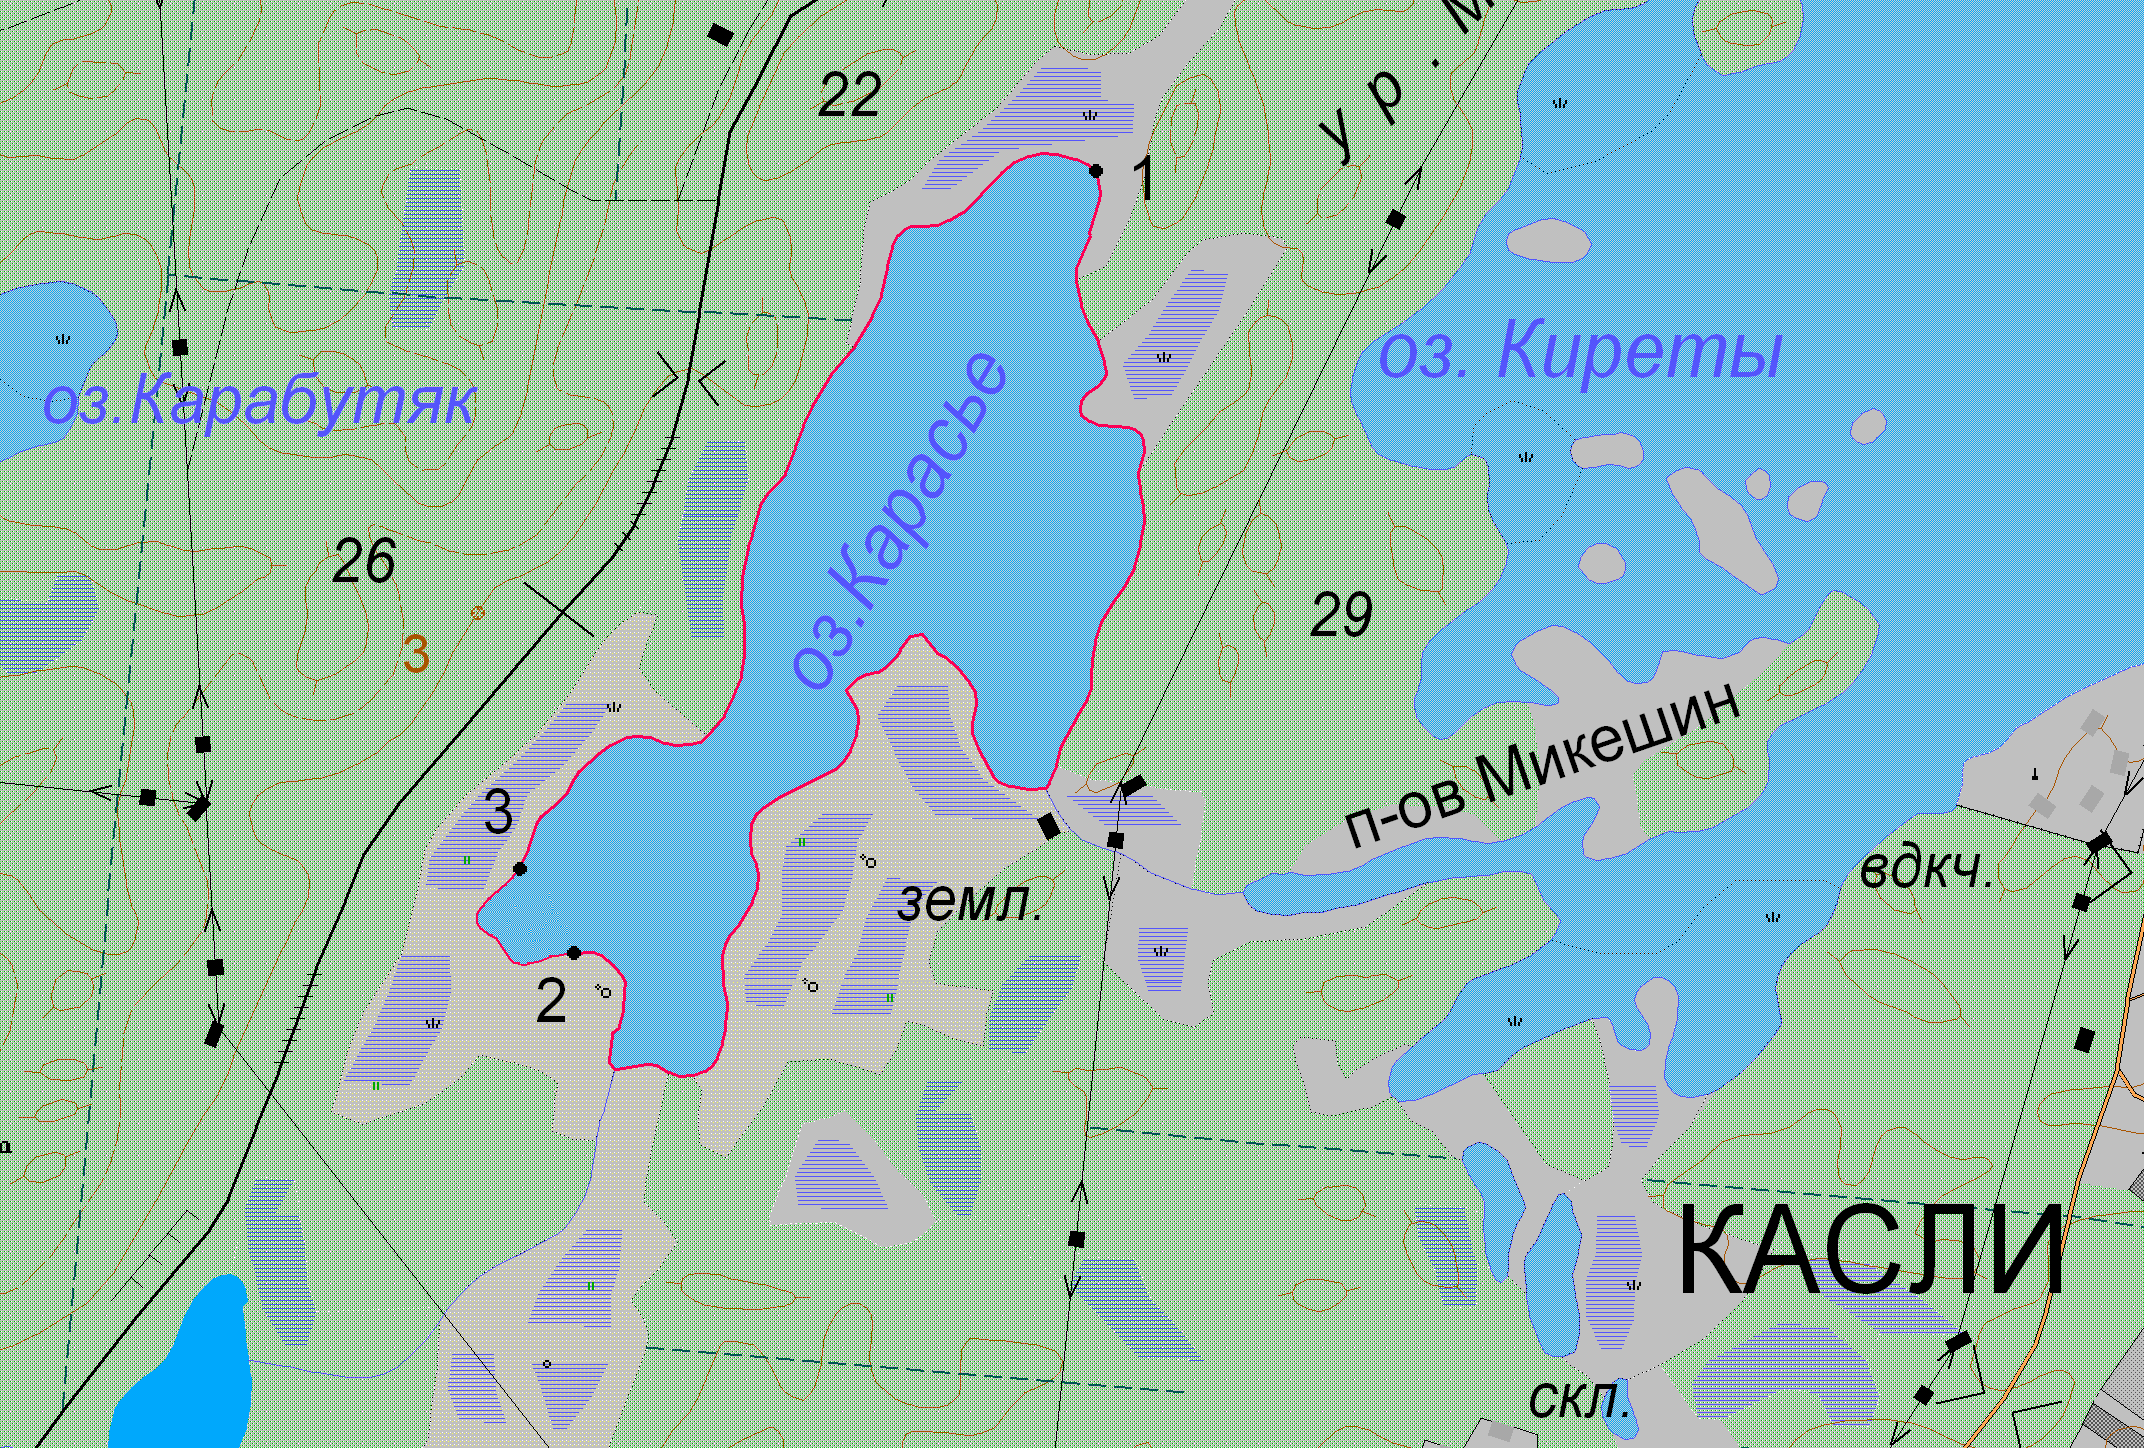 22
1
ур. М
оз. Киреты
оз.Карабутяк
оз.Карасье
26
29
3
п-ов Микешин
3
вдкч.
земл.
2
а
КАСЛИ
скл.